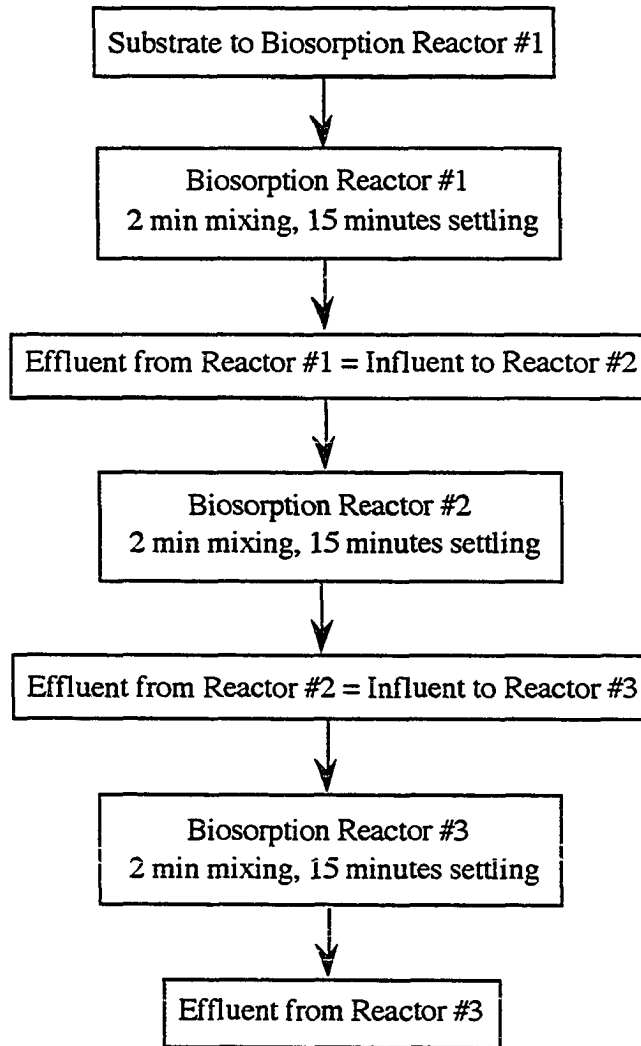 Substrate to Biosorption Reactor #1
Biosorption Reactor #1
2 min mixing, 15 minutes settling
Effluent from Reactor #1 = Influent to Reactor #2
Biosorption Reactor #2
2 min mixing, 15 minutes settling
Effluent from Reactor #2 = Influent to Reactor #3
Biosorption Reactor #3
2 min mixing, 15 minutes settling
Effluent from Reactor #3